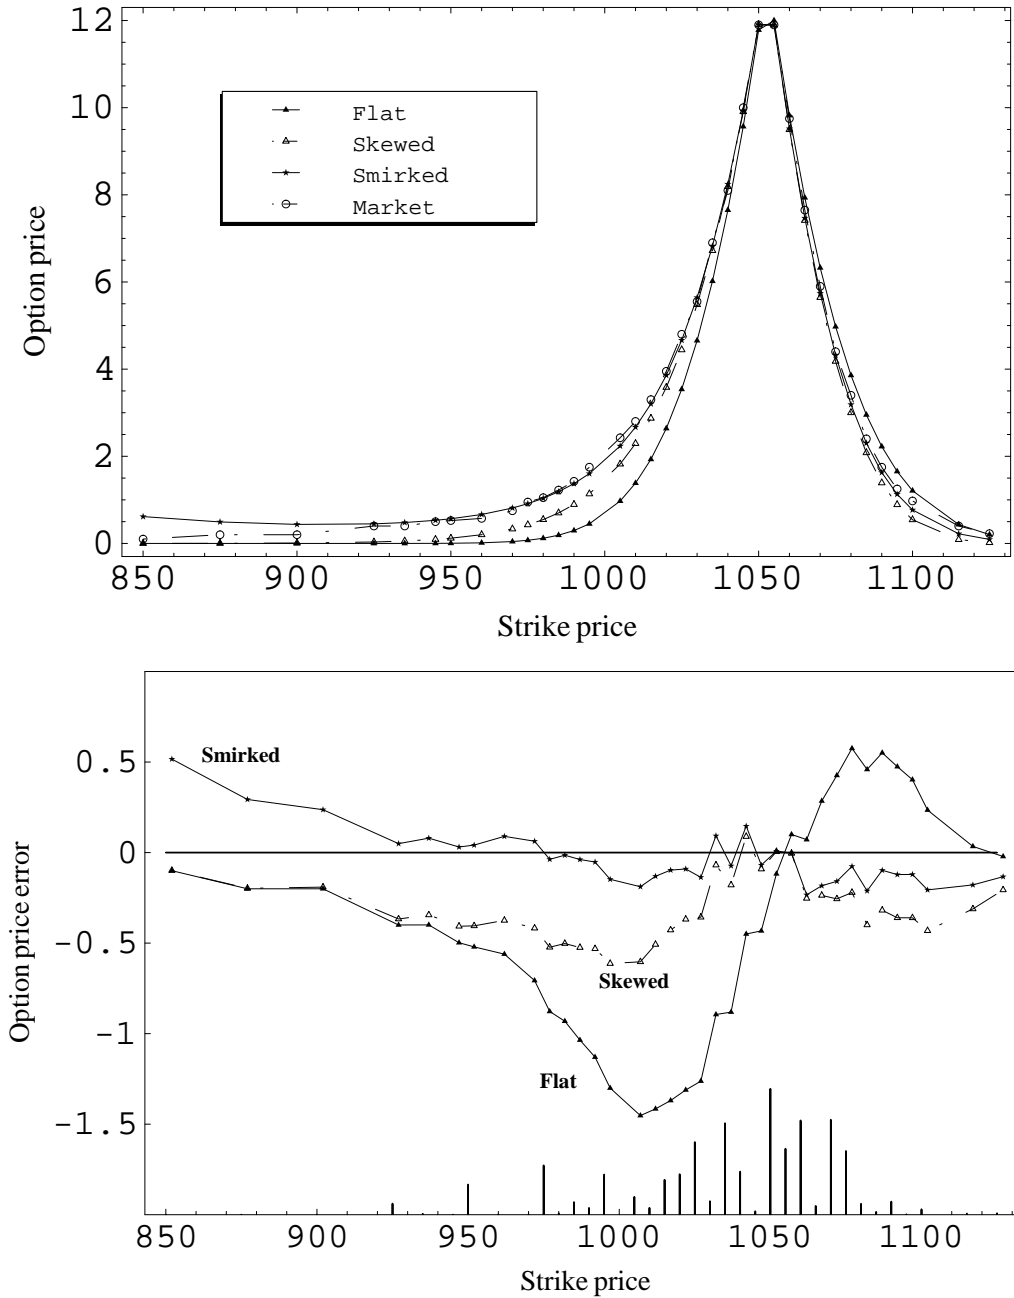 12
10
8
6
4
2
0
Option price
Flat
Skewed
Smirked
Market
850 900 950 1000 1050 1100
Strike price
0.5
0
-0.5
-1
-1.5
Option price error
Smirked
Skewed
Flat
850 900 950 1000 1050 1100
Strike price